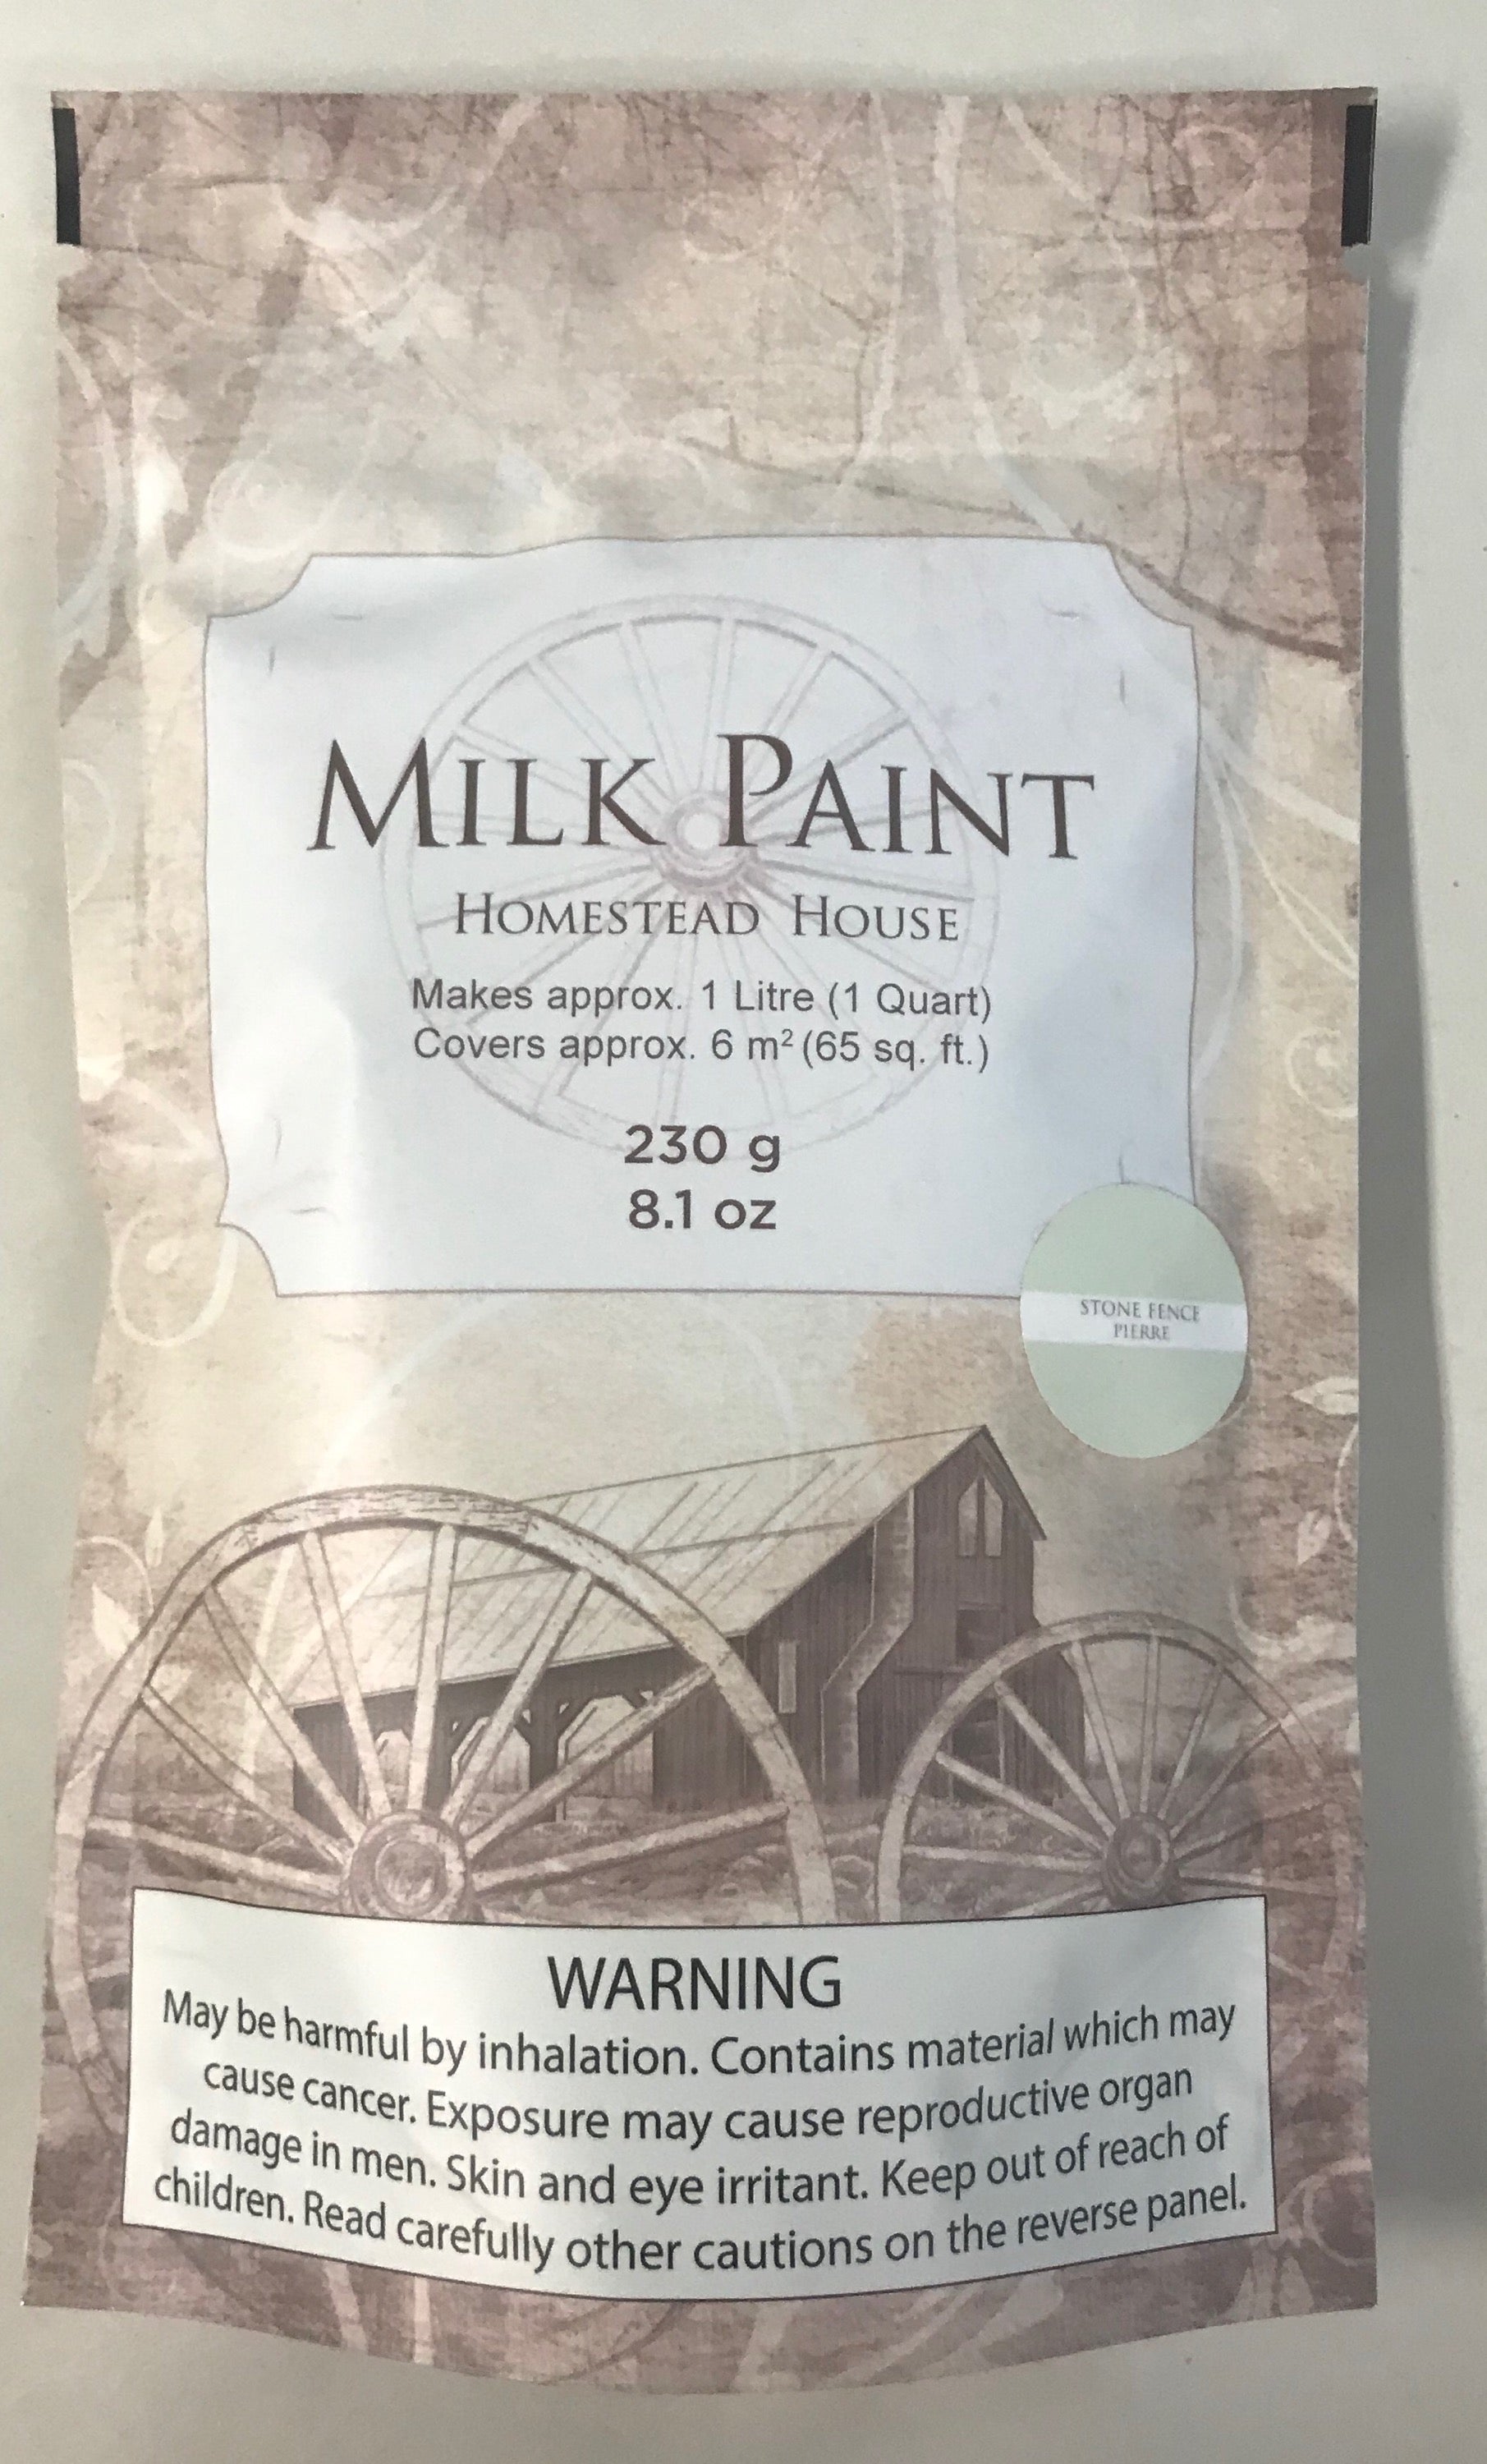 MILK PAINT
HOMESTEAD HOUSE
Makes approx. 1 Litre (1 Quart)
Covers approx. 6 m² (65 sq. ft.)
230 g
8.1 oz
STONE FENCE
PIERRE
WARNING
May be harmful by inhalation. Contains material which may
cause cancer. Exposure may cause reproductive organ
damage in men. Skin and eye irritant. Keep out of reach of
children. Read carefully other cautions on the reverse panel.